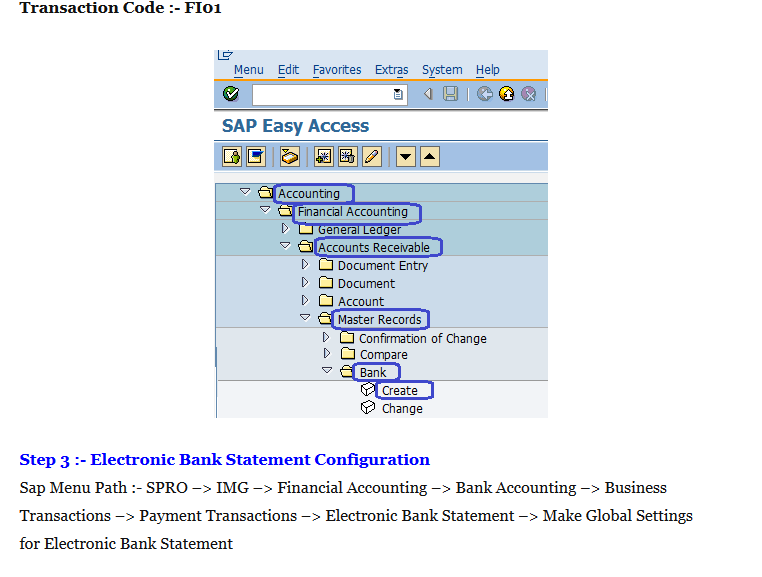 Transaction Code :- FI01
Menu Edit Favorites Extras System Help
SAP Easy Access
Accounting
Financial Accounting
General Ledger
Accounts Receivable
Document Entry
Document
Account
Master Records
Confirmation of Change
Compare
Bank
Create
Change
Step 3 :- Electronic Bank Statement Configuration
Sap Menu Path :- SPRO –> IMG –> Financial Accounting –> Bank Accounting –> Business
Transactions –> Payment Transactions –> Electronic Bank Statement –> Make Global Settings
for Electronic Bank Statement